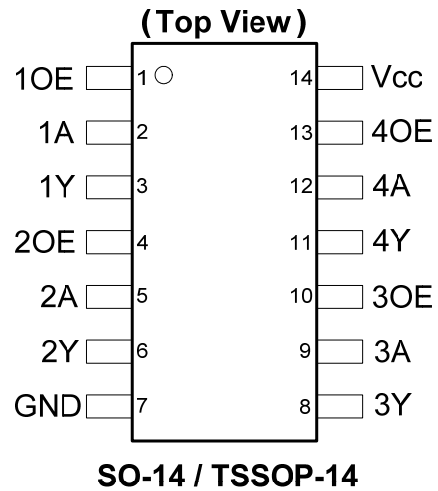 (Top View)
1OE 1 14 Vcc
1A 2 13 4OE
1Y 3 12 4A
2OE 4 11 4Y
2A 5 10 3OE
2Y 6 9 3A
GND 7 8 3Y
SO-14 / TSSOP-14